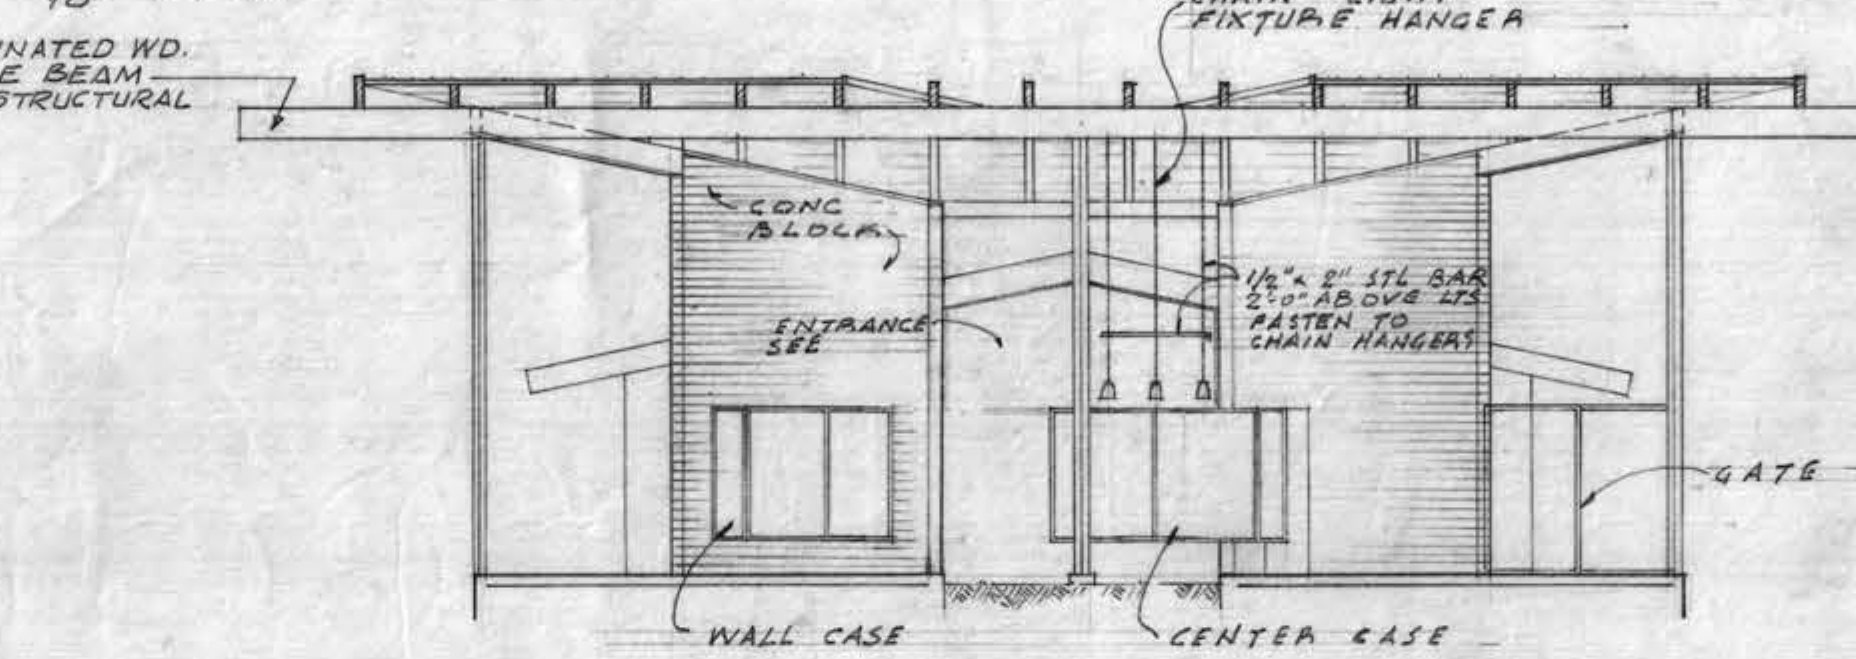 FIXTURE HANGER
NATED WD.
E BEAM
STRUCTURAL
CONC
BLOCK
1/2" x 2" STL BAR
2'-0" ABOVE LTS
FASTEN TO
CHAIN HANGERS
ENTRANCE
SEE
GATE
WALL CASE
CENTER CASE